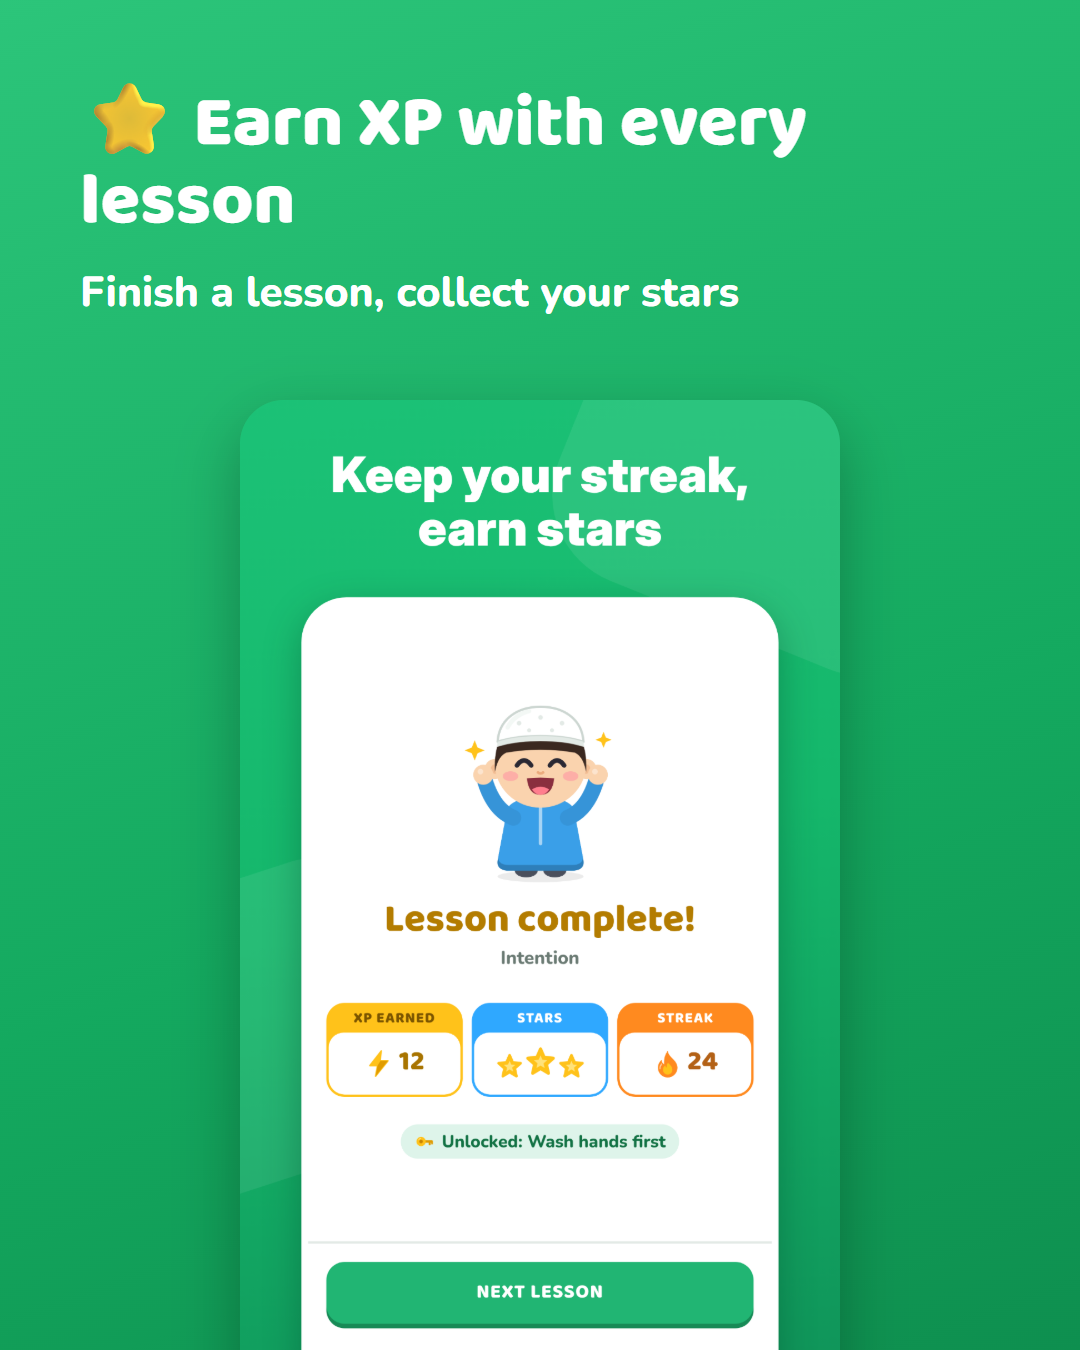 Earn XP with every
lesson
Finish a lesson, collect your stars
Keep your streak,
earn stars
Lesson complete!
Intention
XP EARNED
12
STARS
STREAK
24
Unlocked: Wash hands first
NEXT LESSON